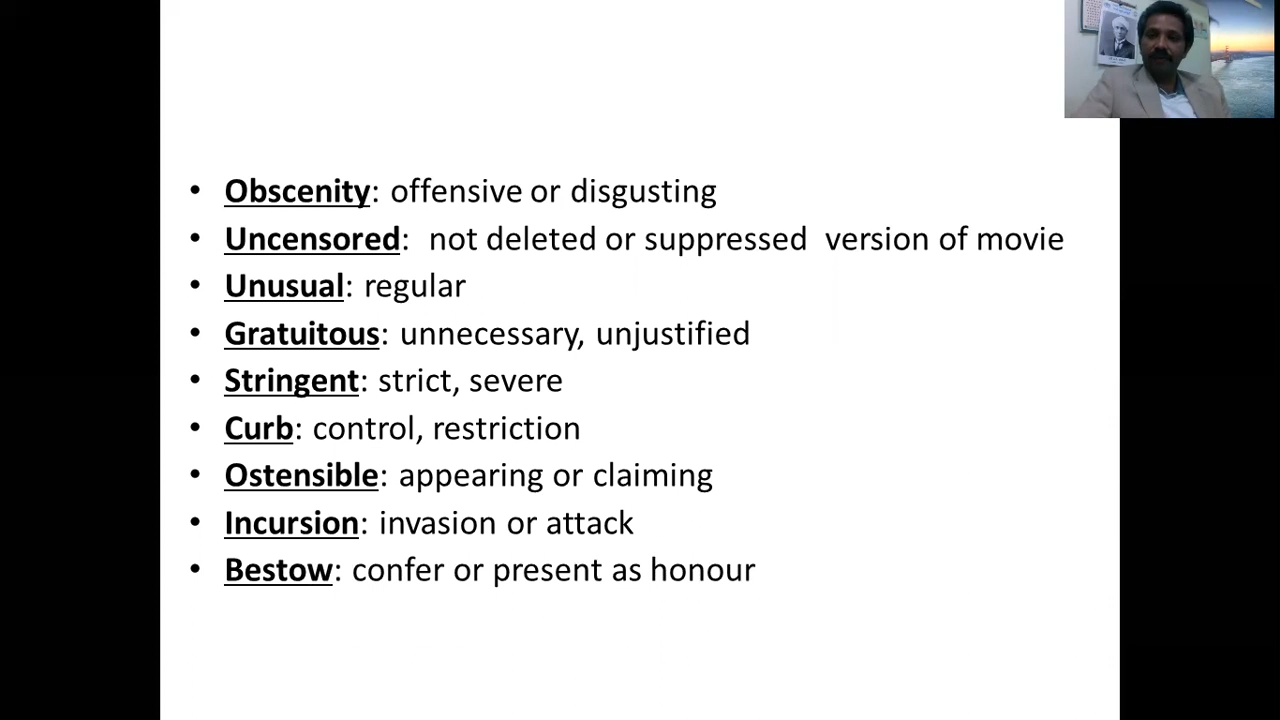 • Obscenity: offensive or disgusting
• Uncensored: not deleted or suppressed version of movie
• Unusual: regular
• Gratuitous: unnecessary, unjustified
• Stringent: strict, severe
• Curb: control, restriction
• Ostensible: appearing or claiming
• Incursion: invasion or attack
• Bestow: confer or present as honour